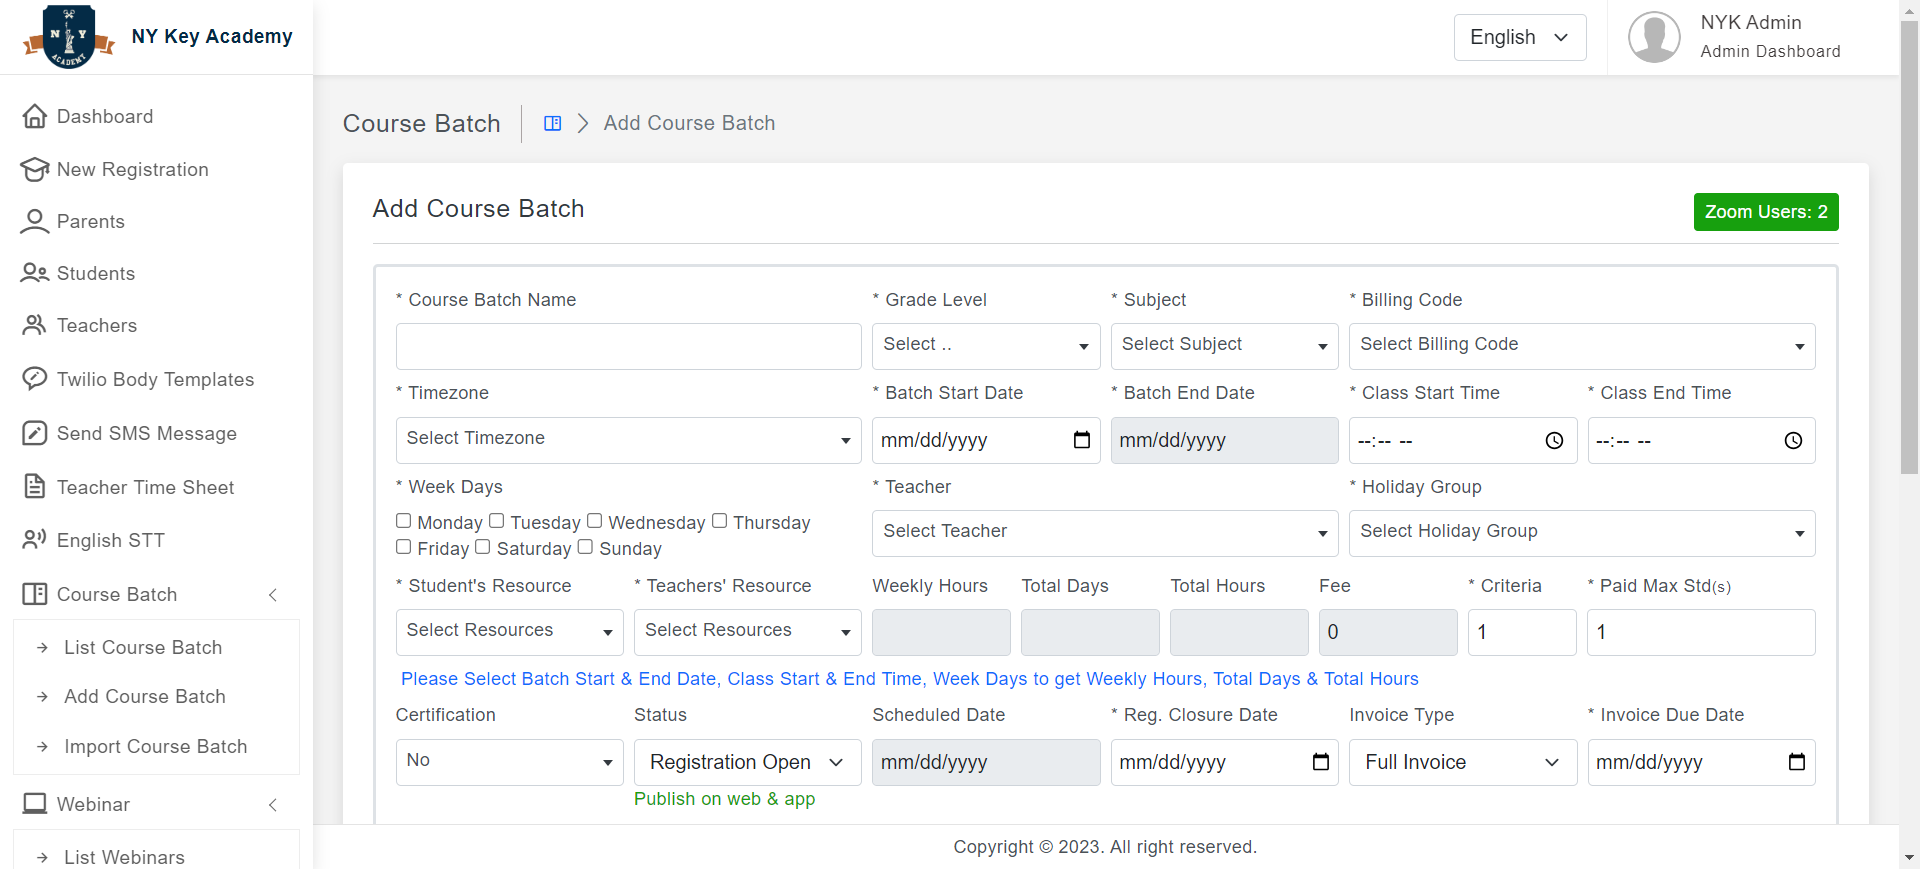 N Y
ACADEMY
NY Key Academy
English
NYK Admin
Admin Dashboard
Dashboard
New Registration
Parents
Students
Teachers
Twilio Body Templates
Send SMS Message
Teacher Time Sheet
English STT
Course Batch
List Course Batch
Add Course Batch
Import Course Batch
Webinar
List Webinars
Course Batch
Add Course Batch
Add Course Batch
Zoom Users: 2
* Course Batch Name
* Grade Level
* Subject
* Billing Code
Select ..
Select Subject
Select Billing Code
* Timezone
* Batch Start Date
* Batch End Date
* Class Start Time
* Class End Time
Select Timezone
mm/dd/yyyy
mm/dd/yyyy
--:-- --
--:-- --
* Week Days
* Teacher
* Holiday Group
Monday Tuesday Wednesday Thursday
Friday Saturday Sunday
Select Teacher
Select Holiday Group
* Student's Resource
* Teachers' Resource
Weekly Hours
Total Days
Total Hours
Fee
* Criteria
* Paid Max Std(s)
Select Resources
Select Resources
0
1
1
Please Select Batch Start & End Date, Class Start & End Time, Week Days to get Weekly Hours, Total Days & Total Hours
Certification
Status
Scheduled Date
* Reg. Closure Date
Invoice Type
* Invoice Due Date
No
Registration Open
mm/dd/yyyy
mm/dd/yyyy
Full Invoice
mm/dd/yyyy
Publish on web & app
Copyright © 2023. All right reserved.